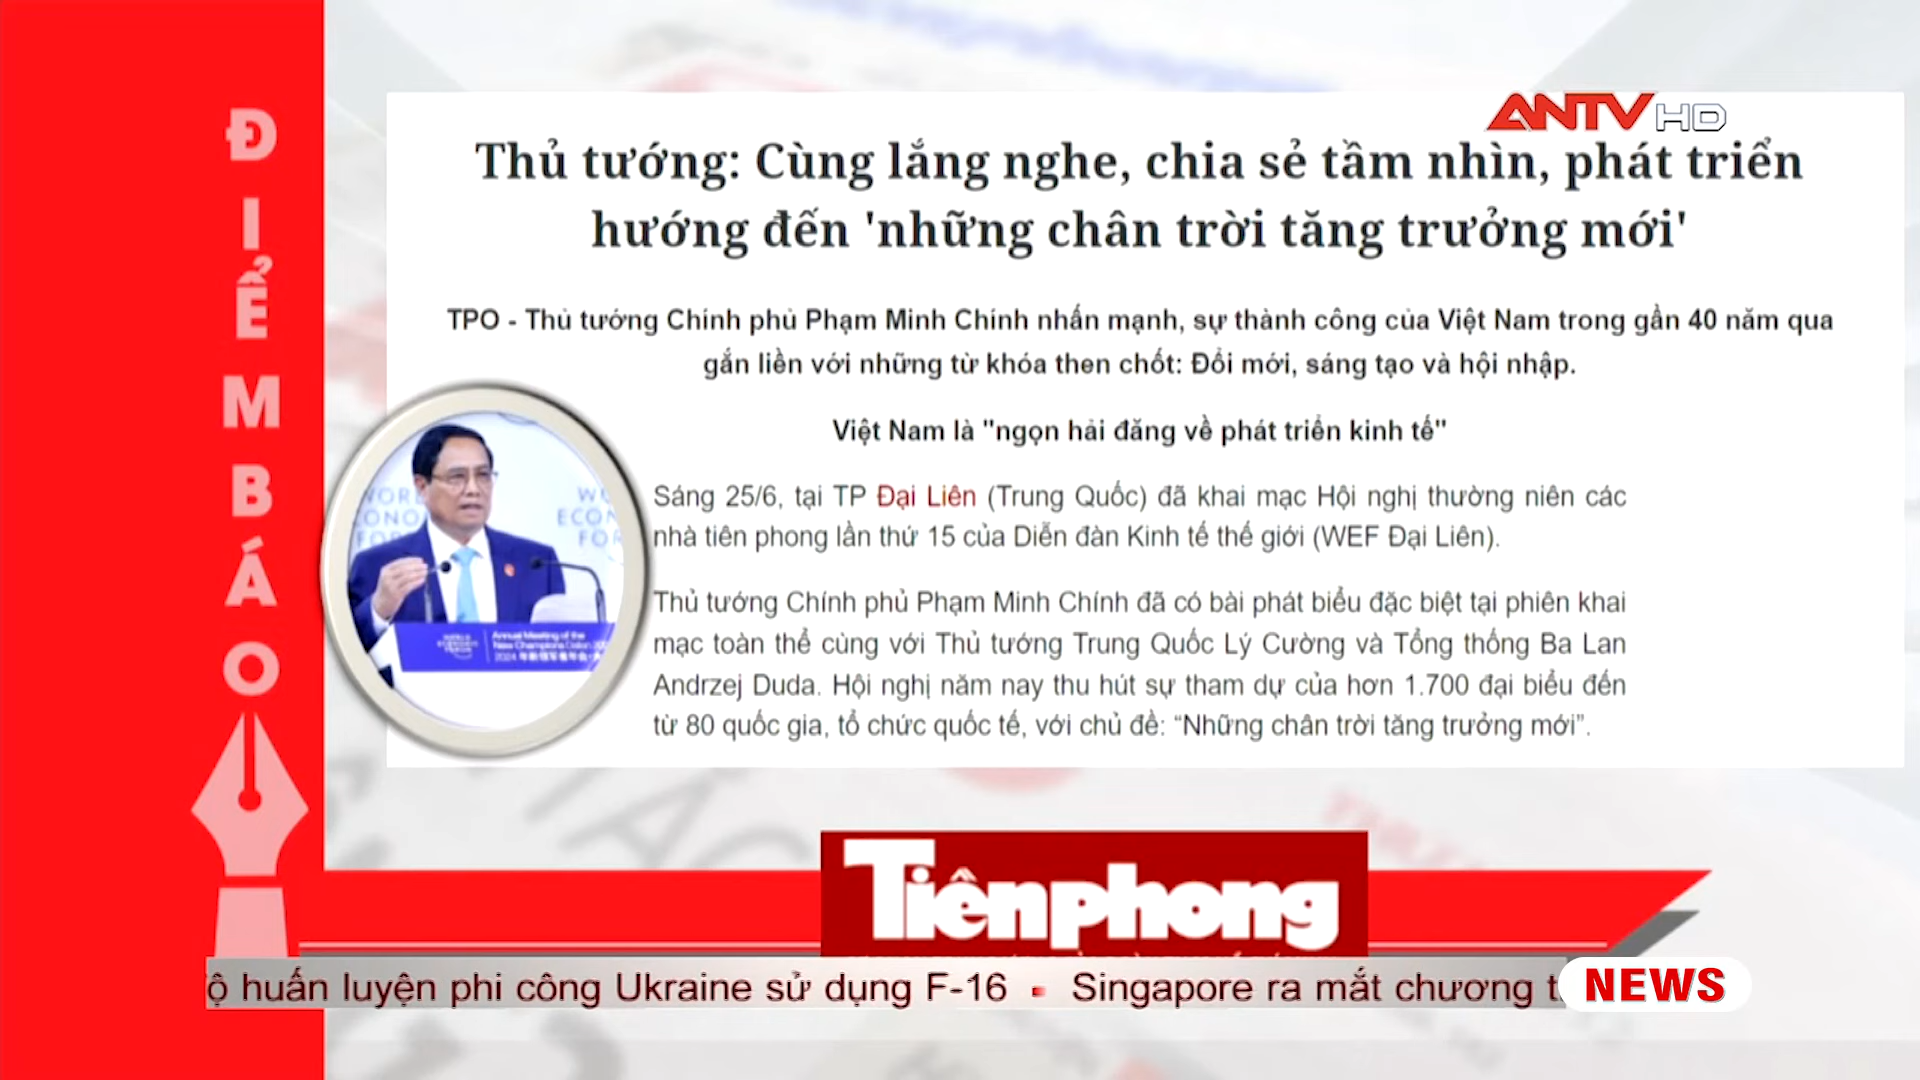 ĐIỂM BÁO
ANTV HD
Thủ tướng: Cùng lắng nghe, chia sẻ tầm nhìn, phát triển
hướng đến 'những chân trời tăng trưởng mới'
TPO - Thủ tướng Chính phủ Phạm Minh Chính nhấn mạnh, sự thành công của Việt Nam trong gần 40 năm qua
gắn liền với những từ khóa then chốt: Đổi mới, sáng tạo và hội nhập.
Việt Nam là "ngọn hải đăng về phát triển kinh tế"
Sáng 25/6, tại TP Đại Liên (Trung Quốc) đã khai mạc Hội nghị thường niên các
nhà tiên phong lần thứ 15 của Diễn đàn Kinh tế thế giới (WEF Đại Liên).
Thủ tướng Chính phủ Phạm Minh Chính đã có bài phát biểu đặc biệt tại phiên khai
mạc toàn thể cùng với Thủ tướng Trung Quốc Lý Cường và Tổng thống Ba Lan
Andrzej Duda. Hội nghị năm nay thu hút sự tham dự của hơn 1.700 đại biểu đến
từ 80 quốc gia, tổ chức quốc tế, với chủ đề: “Những chân trời tăng trưởng mới”.
Annual Meeting of the
New Champions
Tiền phong
huấn luyện phi công Ukraine sử dụng F-16 ▪ Singapore ra mắt chương
NEWS